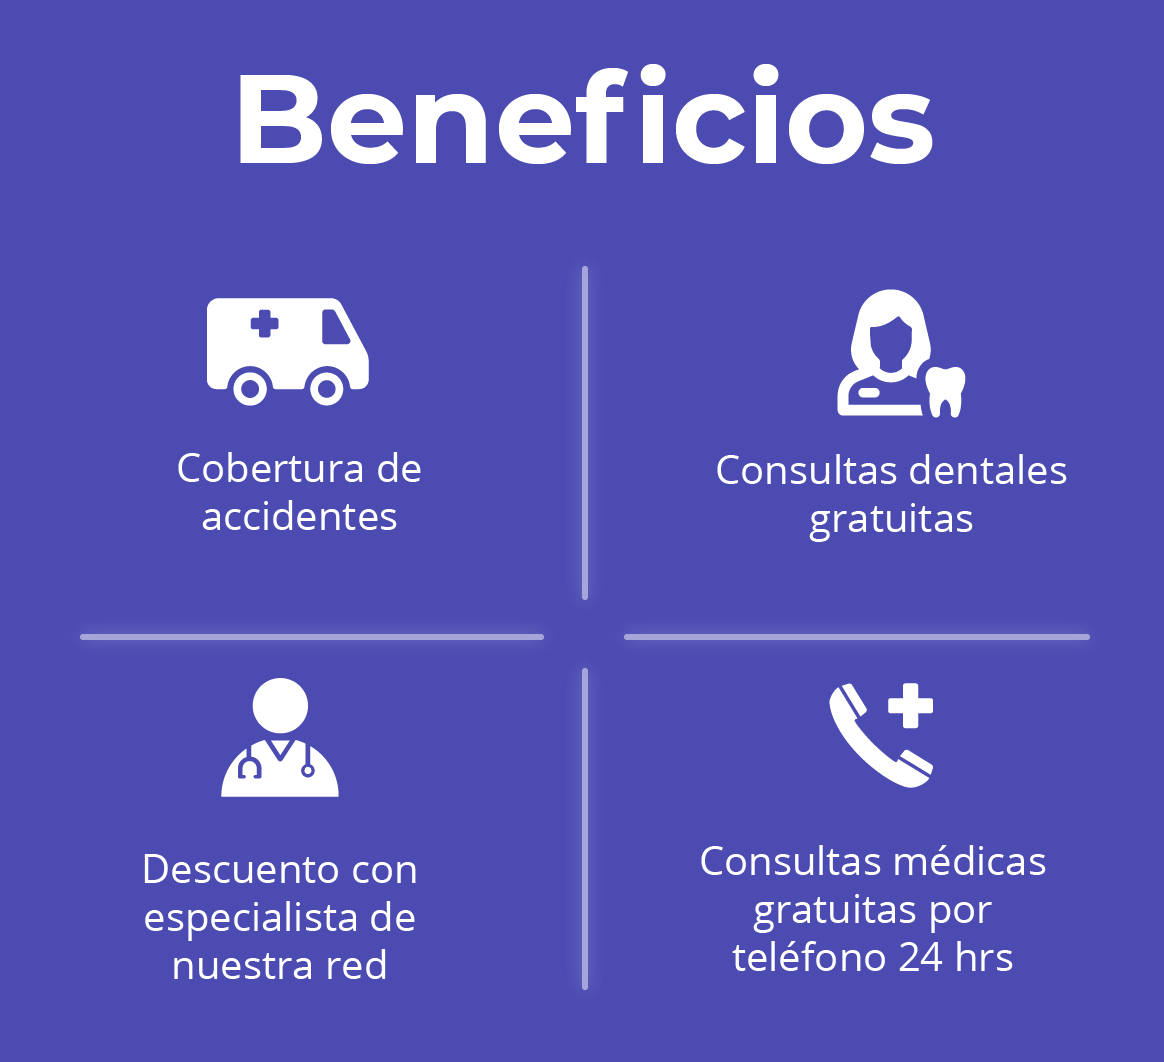 Beneficios
Cobertura de
accidentes
Consultas dentales
gratuitas
Descuento con
especialista de
nuestra red
Consultas médicas
gratuitas por
teléfono 24 hrs